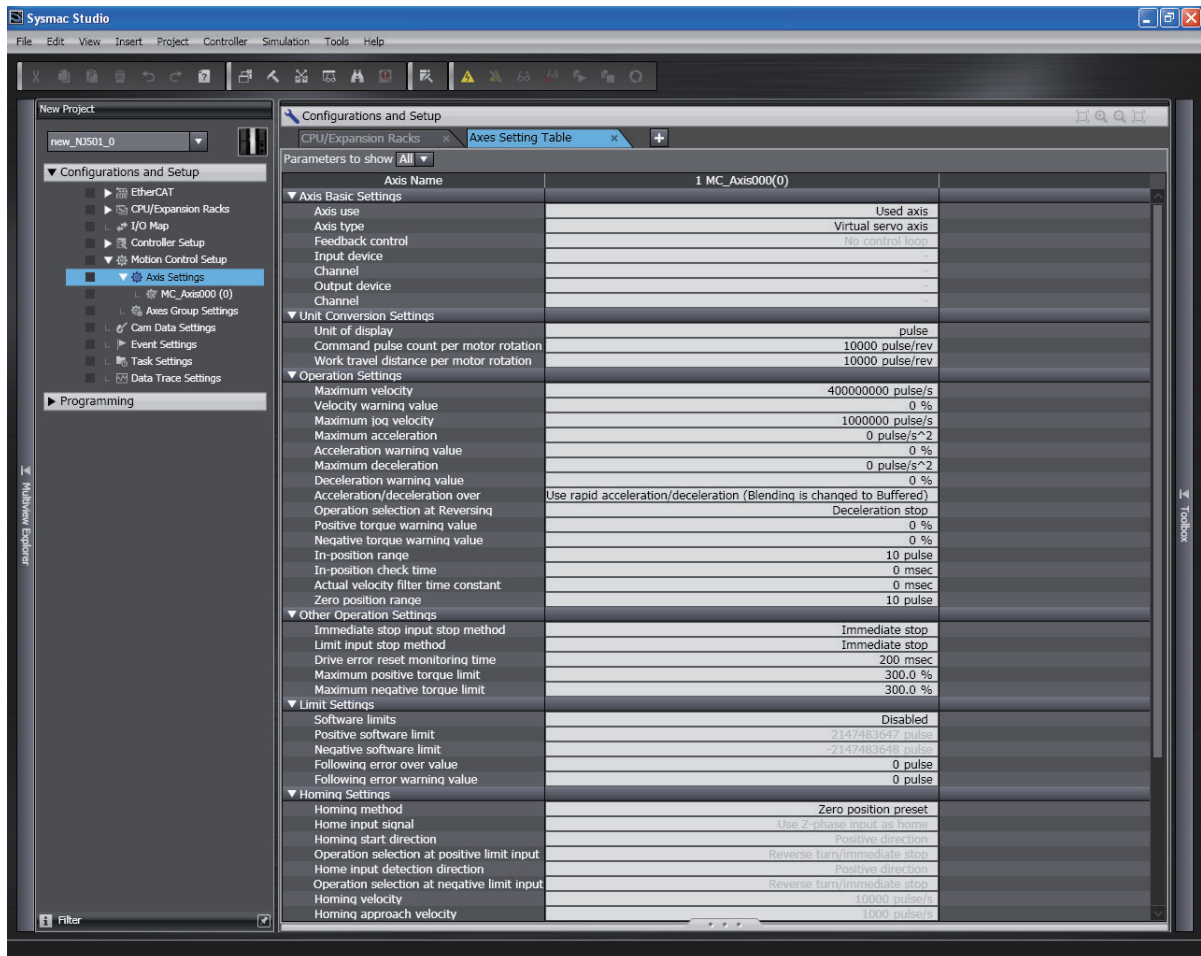 Sysmac Studio
File Edit View Insert Project Controller Simulation Tools Help
New Project
new_NJ501_0
Configurations and Setup
EtherCAT
CPU/Expansion Racks
I/O Map
Controller Setup
Motion Control Setup
Axis Settings
MC_Axis000 (0)
Axes Group Settings
Cam Data Settings
Event Settings
Task Settings
Data Trace Settings
Programming
Filter
Multiview Explorer
Configurations and Setup
CPU/Expansion Racks Axes Setting Table
Parameters to show All
Axis Name 1 MC_Axis000(0)
Axis Basic Settings
Axis use Used axis
Axis type Virtual servo axis
Feedback control No control loop
Input device -
Channel -
Output device -
Channel -
Unit Conversion Settings
Unit of display pulse
Command pulse count per motor rotation 10000 pulse/rev
Work travel distance per motor rotation 10000 pulse/rev
Operation Settings
Maximum velocity 400000000 pulse/s
Velocity warning value 0 %
Maximum jog velocity 1000000 pulse/s
Maximum acceleration 0 pulse/s^2
Acceleration warning value 0 %
Maximum deceleration 0 pulse/s^2
Deceleration warning value 0 %
Acceleration/deceleration over Use rapid acceleration/deceleration (Blending is changed to Buffered)
Operation selection at Reversing Deceleration stop
Positive torque warning value 0 %
Negative torque warning value 0 %
In-position range 10 pulse
In-position check time 0 msec
Actual velocity filter time constant 0 msec
Zero position range 10 pulse
Other Operation Settings
Immediate stop input stop method Immediate stop
Limit input stop method Immediate stop
Drive error reset monitoring time 200 msec
Maximum positive torque limit 300.0 %
Maximum negative torque limit 300.0 %
Limit Settings
Software limits Disabled
Positive software limit 2147483647 pulse
Negative software limit -2147483648 pulse
Following error over value 0 pulse
Following error warning value 0 pulse
Homing Settings
Homing method Zero position preset
Home input signal Use Z-phase input as home
Homing start direction Positive direction
Operation selection at positive limit input Reverse turn/immediate stop
Home input detection direction Positive direction
Operation selection at negative limit input Reverse turn/immediate stop
Homing velocity 10000 pulse/s
Homing approach velocity 1000 pulse/s
Toolbox